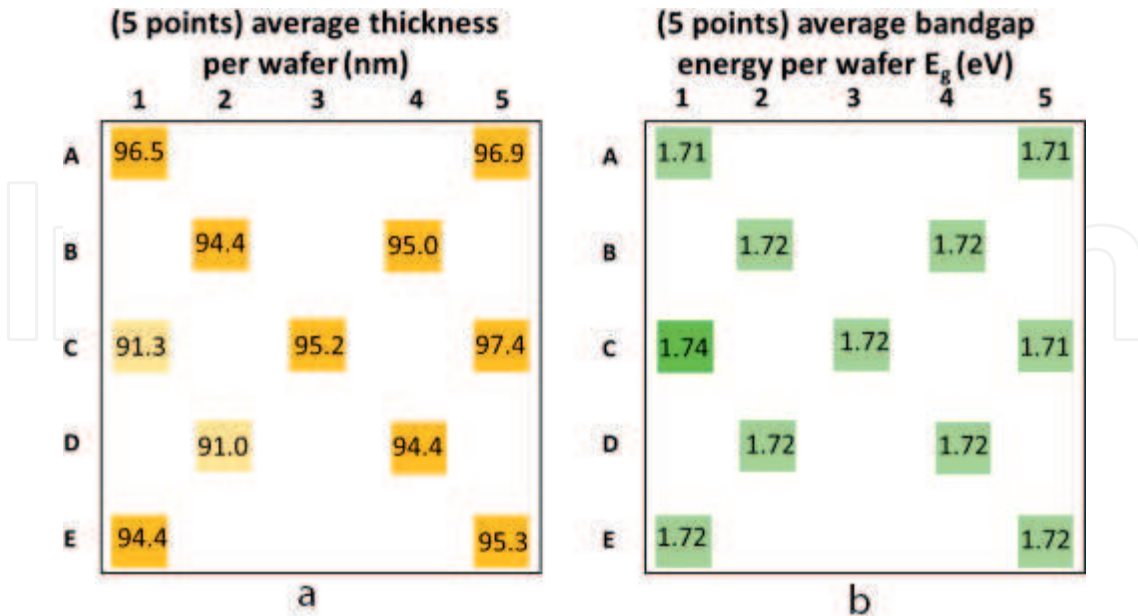 (5 points) average thickness
per wafer (nm)
1 2 3 4 5
A 96.5 96.9
B 94.4 95.0
C 91.3 95.2 97.4
D 91.0 94.4
E 94.4 95.3
a
(5 points) average bandgap
energy per wafer Eg (eV)
1 2 3 4 5
A 1.71 1.71
B 1.72 1.72
C 1.74 1.72 1.71
D 1.72 1.72
E 1.72 1.72
b